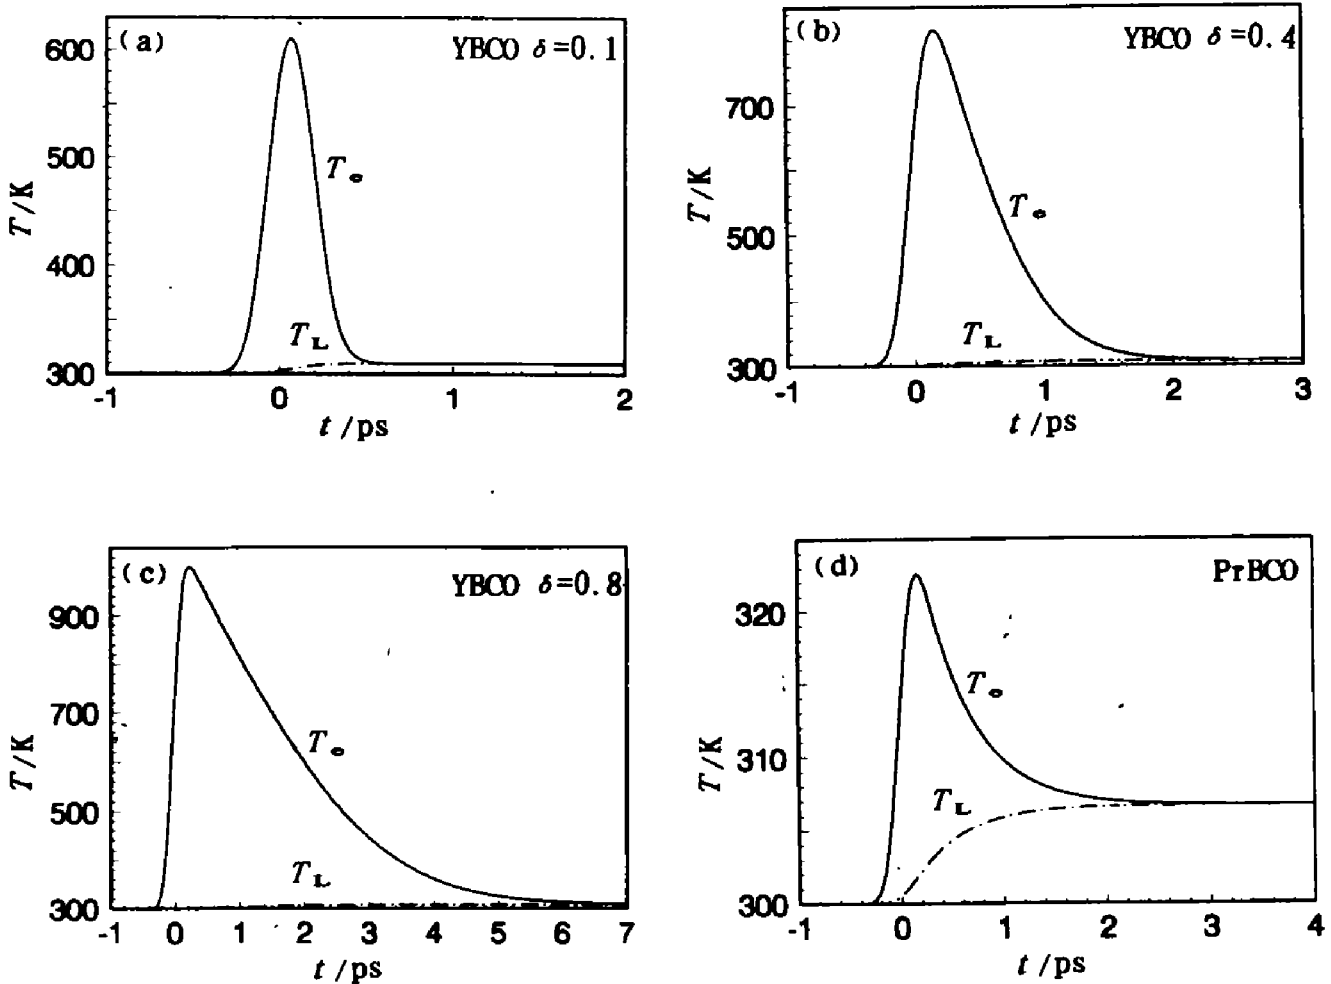 (a) YBCO δ=0.1
600
500
400
300
T/K
Te
TL
-1 0 1 2
t/ps
(b) YBCO δ=0.4
700
500
300
T/K
Te
TL
-1 0 1 2 3
t/ps
(c) YBCO δ=0.8
900
700
500
300
T/K
Te
TL
-1 0 1 2 3 4 5 6 7
t/ps
(d) PrBCO
320
310
300
T/K
Te
TL
-1 0 1 2 3 4
t/ps